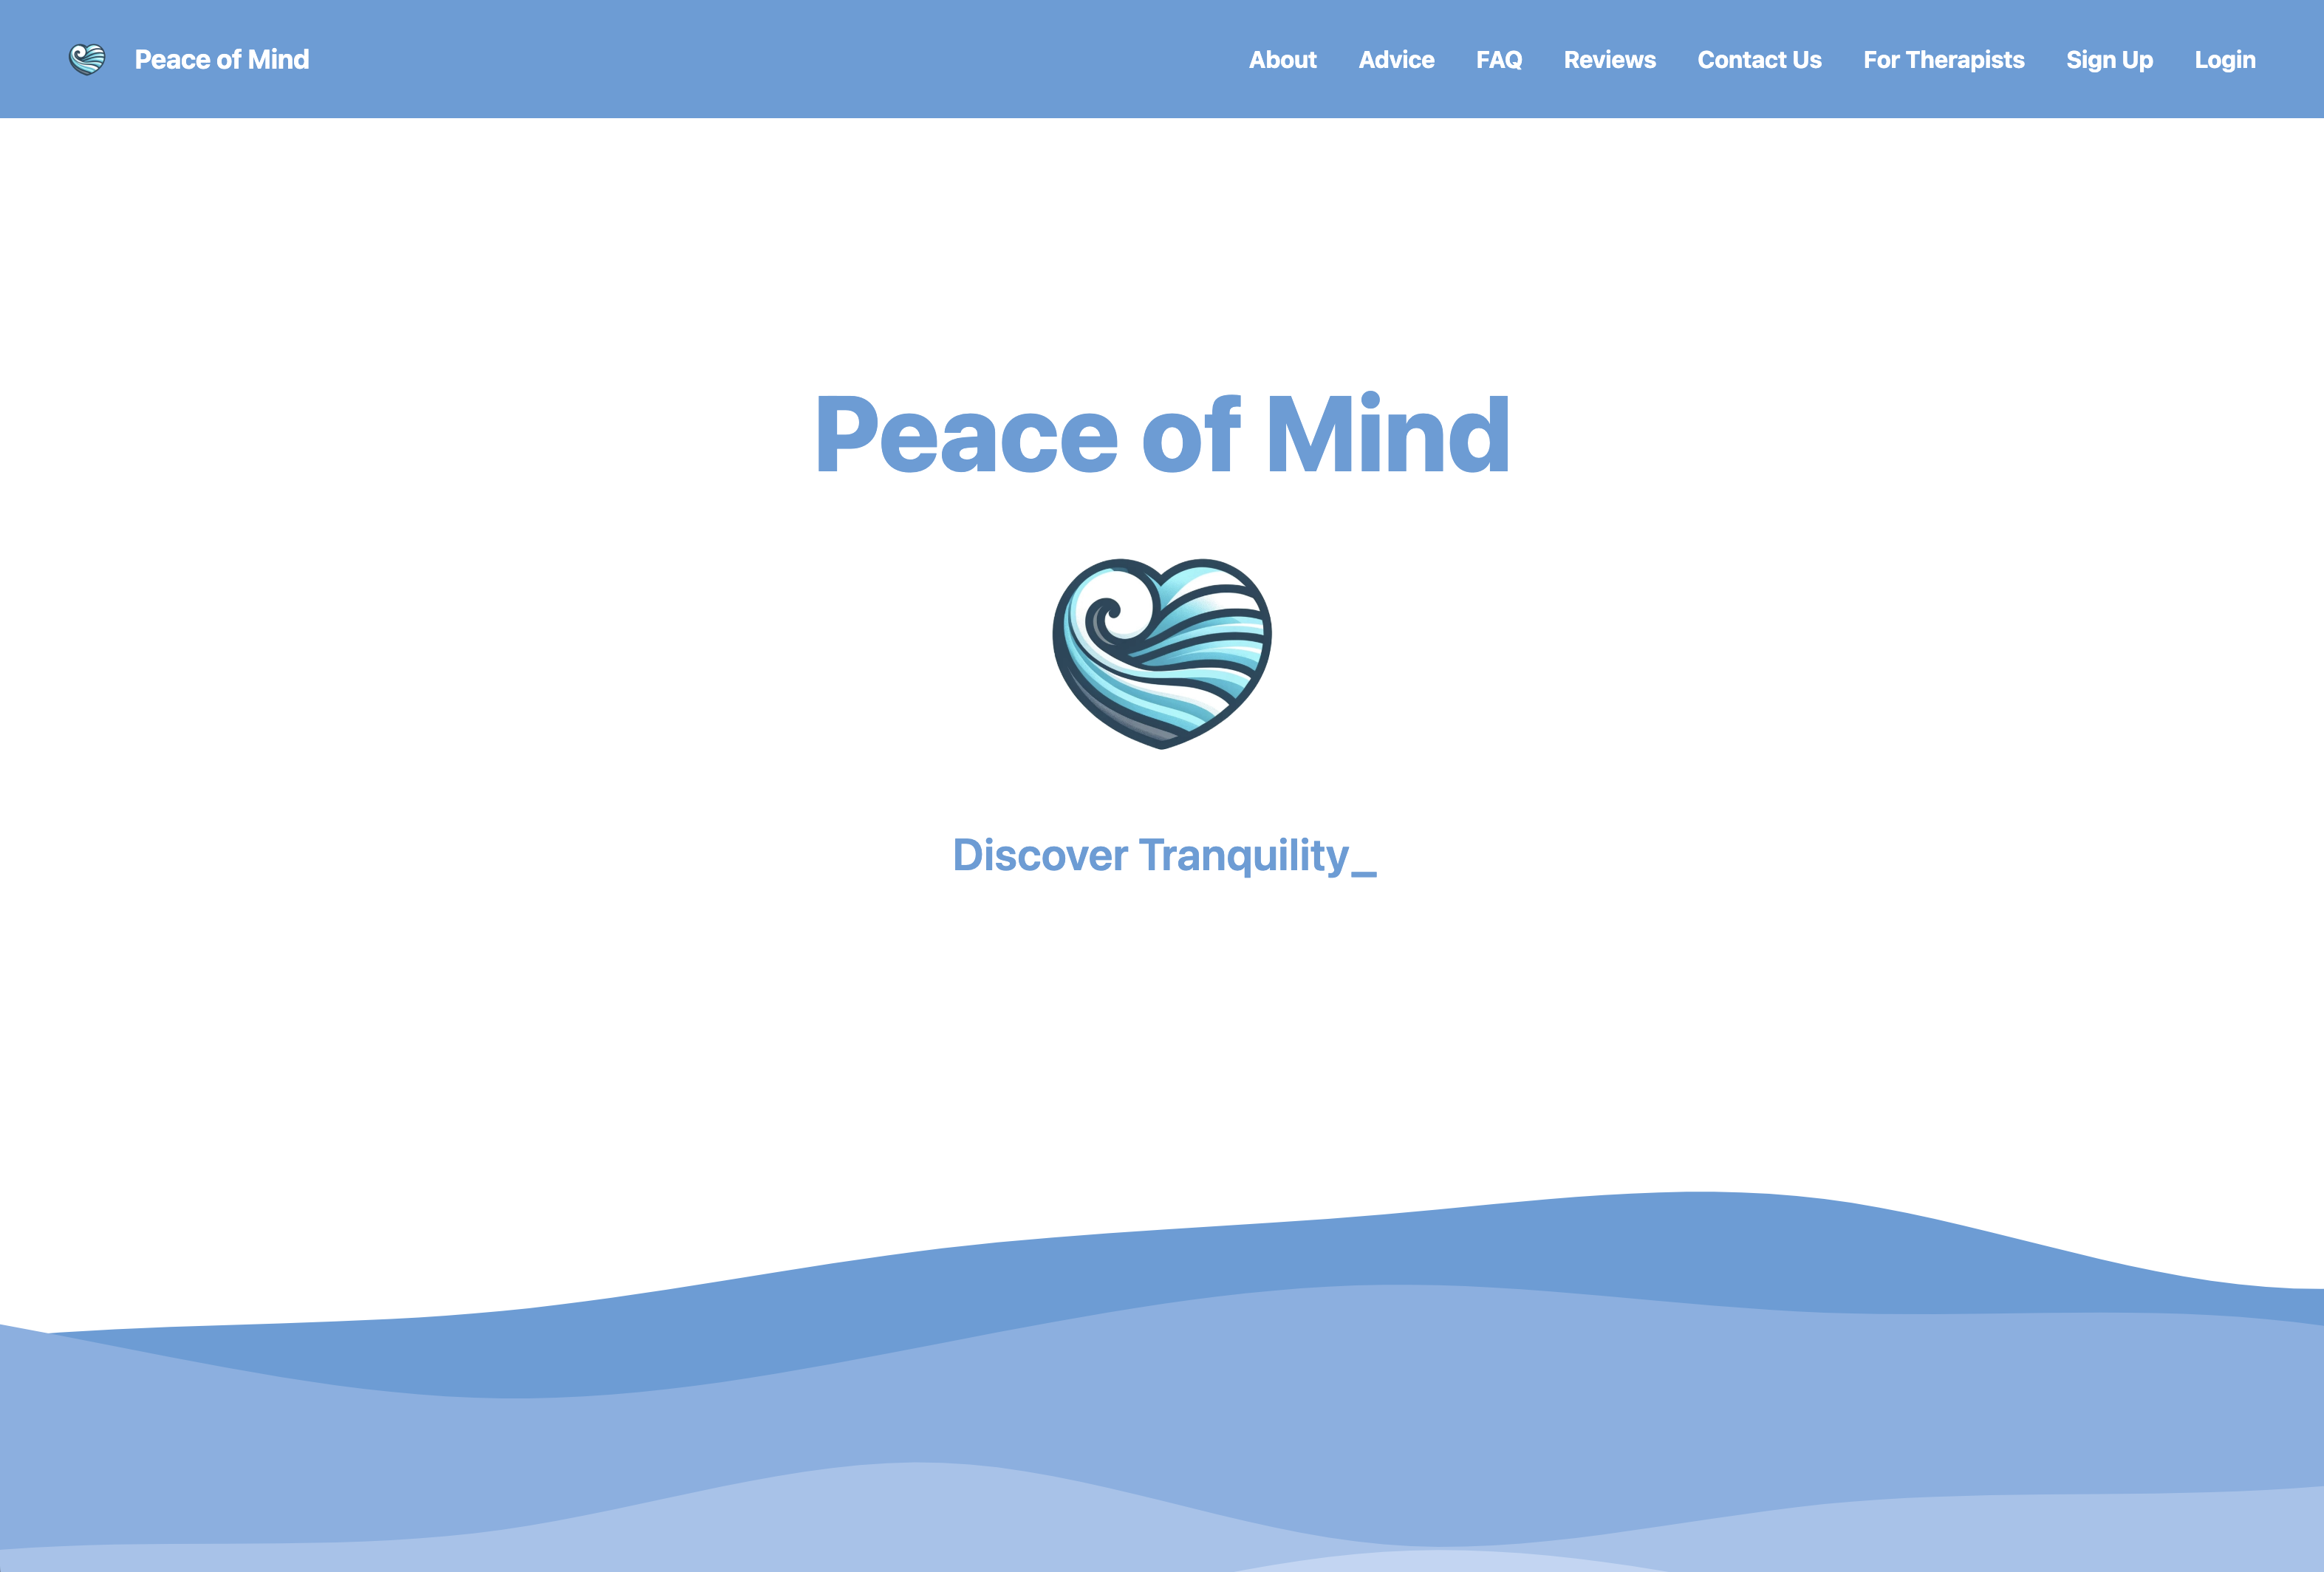 Peace of Mind About Advice FAQ Reviews Contact Us For Therapists Sign Up Login
Peace of Mind
Discover Tranquility_